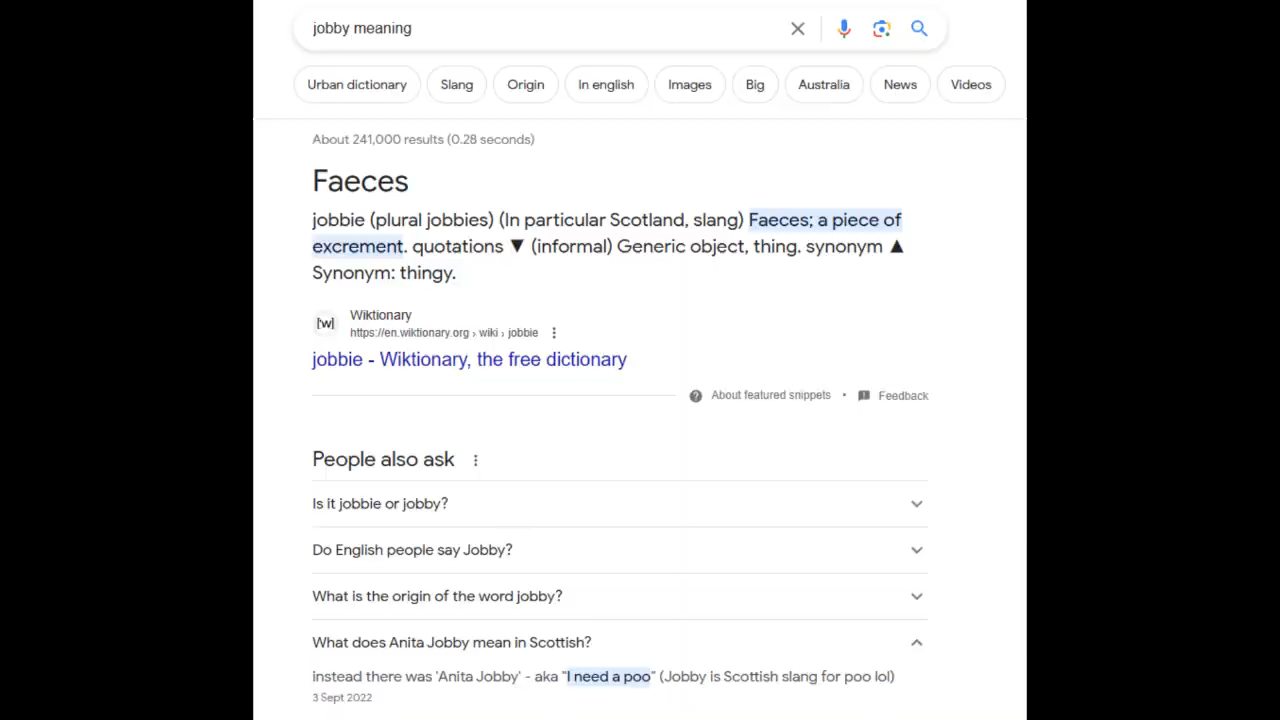 jobby meaning
Urban dictionary Slang Origin In english Images Big Australia News Videos
About 241,000 results (0.28 seconds)
Faeces
jobbie (plural jobbies) (In particular Scotland, slang) Faeces; a piece of
excrement. quotations ▼ (informal) Generic object, thing. synonym ▲
Synonym: thingy.
['w] Wiktionary
https://en.wiktionary.org › wiki › jobbie
jobbie - Wiktionary, the free dictionary
About featured snippets • Feedback
People also ask
Is it jobbie or jobby?
Do English people say Jobby?
What is the origin of the word jobby?
What does Anita Jobby mean in Scottish?
instead there was 'Anita Jobby' - aka "I need a poo" (Jobby is Scottish slang for poo lol)
3 Sept 2022